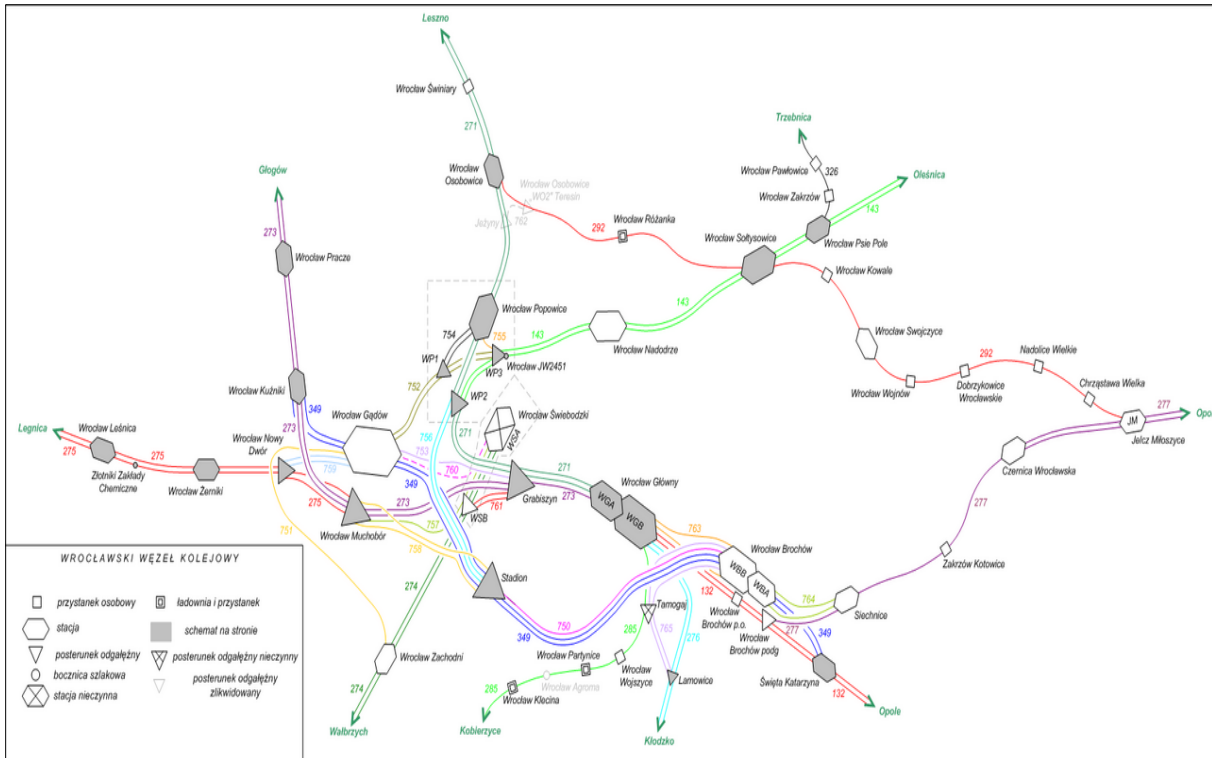 Leszno
Wrocław Świniary
271
Trzebnica
Wrocław Pawłowice
326
Wrocław Zakrzów
Oleśnica
143
Wrocław
Osobowice
Wrocław Osobowice
WO2" Teresin
Jeżyny
762
Głogów
273
Wrocław Pracze
292
Wrocław Różanka
Wrocław Sołtysowice
Wrocław Psie Pole
Wrocław Kowale
Wrocław Popowice
754
755
143
143
Wrocław Nadodrze
WP1
WP3
Wrocław JW2451
Wrocław Swojczyce
292
Nadolice Wielkie
Wrocław Wojnów
Dobrzykowice
Wrocławskie
Chrząstawa Wielka
277
Opo
JM
Jelcz Miłoszyce
Wrocław Kuźniki
349
752
WP2
273
Wrocław Gądów
Wrocław Świebodzki
WSA
Legnica
275
Wrocław Leśnica
275
Złotniki Zakłady
Chemiczne
Wrocław Żerniki
Wrocław Nowy
Dwór
759
756
753
760
271
271
349
275
273
761
Grabiszyn
273
Wrocław Główny
WGA
WGB
Czernica Wrocławska
277
WSB
751
Wrocław Muchobór
757
758
763
Wrocław Brochów
WBB
WBA
Zakrzów Kotowice
764
Siechnice
Stadion
274
750
349
132
Wrocław
Brochów p.o.
277
349
Wrocław
Brochów podg
Tarnogaj
285
765
276
Wrocław Zachodni
274
Wrocław Partynice
Wrocław
Wojszyce
Lamowice
Święta Katarzyna
132
Wrocław Agroma
285
Wrocław Klecina
Wałbrzych
Kobierzyce
Kłodzko
Opole
WROCŁAWSKI WĘZEŁ KOLEJOWY
przystanek osobowy
ładownia i przystanek
stacja
schemat na stronie
posterunek odgałęźny
posterunek odgałęźny nieczynny
bocznica szlakowa
posterunek odgałęźny
zlikwidowany
stacja nieczynna